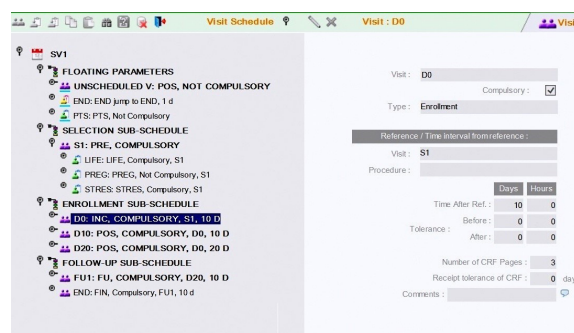 Visit Schedule
Visit : D0
Visi
SV1
FLOATING PARAMETERS
UNSCHEDULED V: POS, NOT COMPULSORY
END: END jump to END, 1 d
PTS: PTS, Not Compulsory
SELECTION SUB-SCHEDULE
S1: PRE, COMPULSORY
LIFE: LIFE, Compulsory, S1
PREG: PREG, Not Compulsory, S1
STRES: STRES, Compulsory, S1
ENROLLMENT SUB-SCHEDULE
D0: INC, COMPULSORY, S1, 10 D
D10: POS, COMPULSORY, D0, 10 D
D20: POS, COMPULSORY, D0, 20 D
FOLLOW-UP SUB-SCHEDULE
FU1: FU, COMPULSORY, D20, 10 D
END: FIN, Compulsory, FU1, 10 d
Visit : D0
Compulsory :
Type : Enrollment
Reference / Time interval from reference :
Visit : S1
Procedure :
Days Hours
Time After Ref. : 10 0
Tolerance :
Before : 0 0
After : 0 0
Number of CRF Pages : 3
Receipt tolerance of CRF : 0 day
Comments :